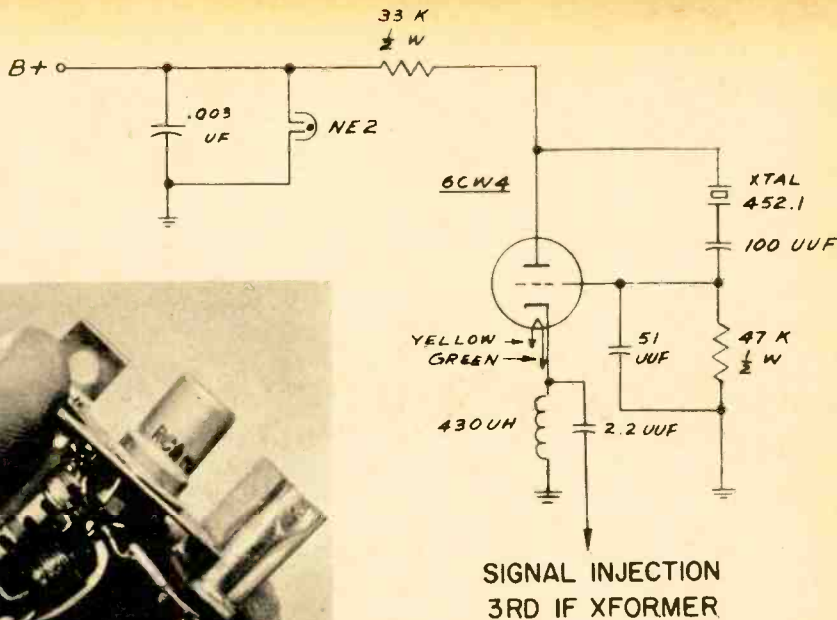 33 K
½ W
B+
.003
UF
NE2
6CW4
XTAL
452.1
100 UUF
YELLOW
GREEN
51
UUF
47 K
½ W
430UH
2.2 UUF
SIGNAL INJECTION
3RD IF XFORMER
RCA